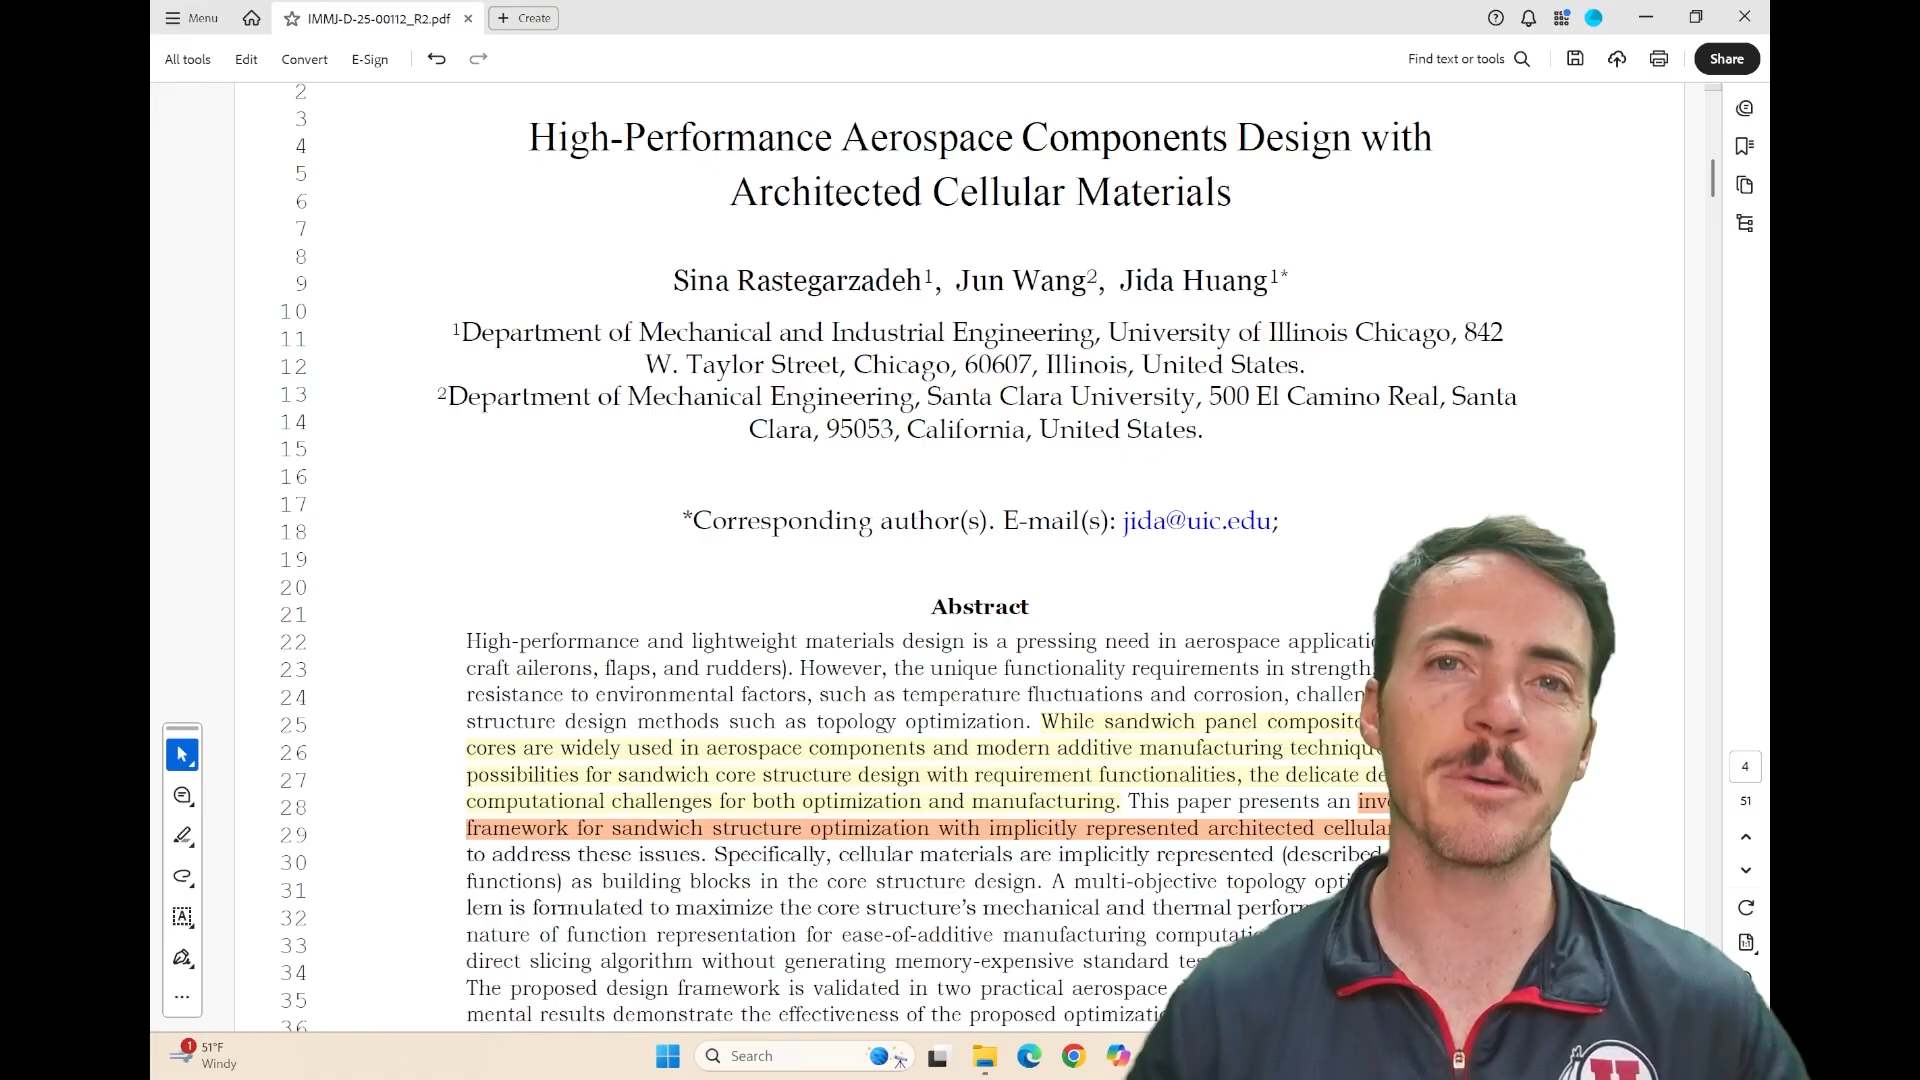 Menu
IMMJ-D-25-00112_R2.pdf
Create
All tools
Edit
Convert
E-Sign
Find text or tools
Share
2
3
4
5
6
7
8
9
10
11
12
13
14
15
16
17
18
19
20
21
22
23
24
25
26
27
28
29
30
31
32
33
34
35
36
High-Performance Aerospace Components Design with
Architected Cellular Materials
Sina Rastegarzadeh1, Jun Wang2, Jida Huang1*
1Department of Mechanical and Industrial Engineering, University of Illinois Chicago, 842
W. Taylor Street, Chicago, 60607, Illinois, United States.
2Department of Mechanical Engineering, Santa Clara University, 500 El Camino Real, Santa
Clara, 95053, California, United States.
*Corresponding author(s). E-mail(s): jida@uic.edu;
Abstract
High-performance and lightweight materials design is a pressing need in aerospace
craft ailerons, flaps, and rudders). However, the unique functionality requirements in strength,
resistance to environmental factors, such as temperature fluctuations and corrosion,
structure design methods such as topology optimization. While sandwich panel
cores are widely used in aerospace components and modern additive manufacturing
possibilities for sandwich core structure design with requirement functionalities, the delicate
computational challenges for both optimization and manufacturing. This paper presents an
framework for sandwich structure optimization with implicitly represented architected
to address these issues. Specifically, cellular materials are implicitly represented (described
functions) as building blocks in the core structure design. A multi-objective topology
lem is formulated to maximize the core structure's mechanical and thermal
nature of function representation for ease-of-additive manufacturing
direct slicing algorithm without generating memory-expensive standard
The proposed design framework is validated in two practical aerospace
mental results demonstrate the effectiveness of the proposed
4
51
1
51°F
Windy
Search
U